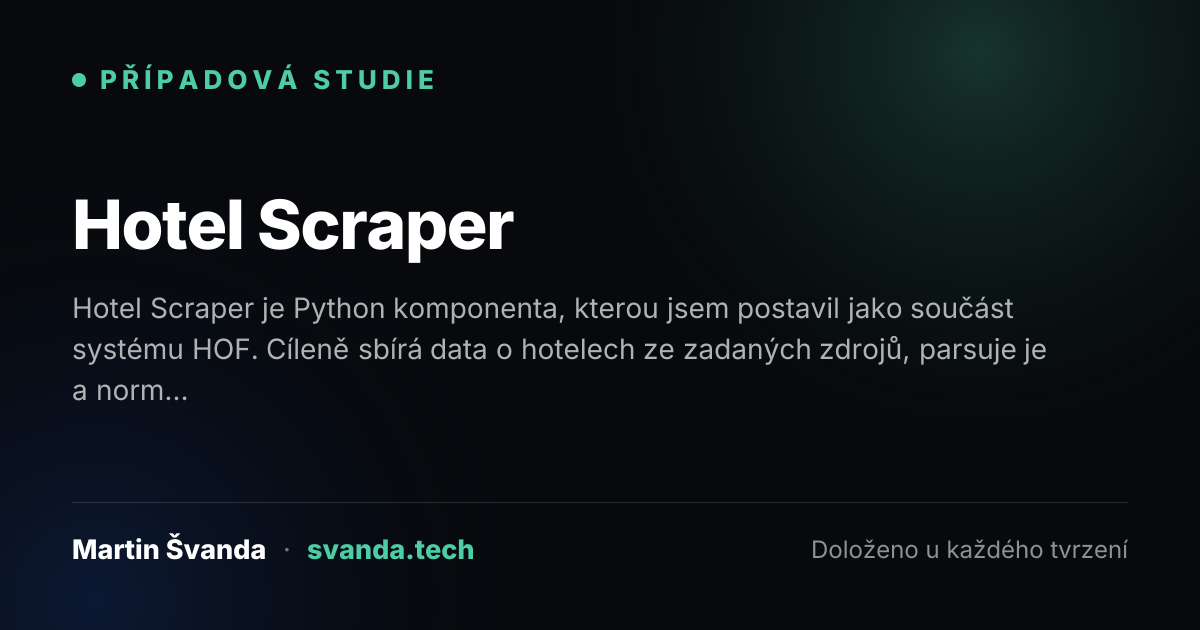 PŘÍPADOVÁ STUDIE
Hotel Scraper
Hotel Scraper je Python komponenta, kterou jsem postavil jako součást
systému HOF. Cíleně sbírá data o hotelech ze zadaných zdrojů, parsuje je
a norm…
Martin Švanda · svanda.tech
Doloženo u každého tvrzení